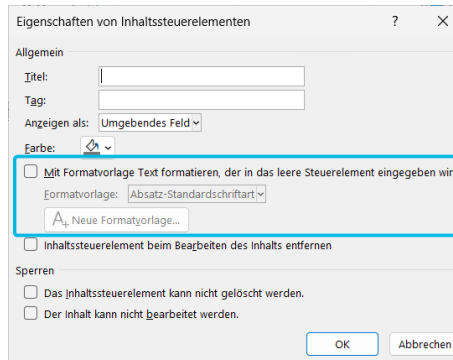 Eigenschaften von Inhaltssteuerelementen ? ×
Allgemein
Titel:
Tag:
Anzeigen als: Umgebendes Feld
Farbe:
Mit Formatvorlage Text formatieren, der in das leere Steuerelement eingegeben wir
Formatvorlage: Absatz-Standardschriftart
A+ Neue Formatvorlage...
Inhaltssteuerelement beim Bearbeiten des Inhalts entfernen
Sperren
Das Inhaltssteuerelement kann nicht gelöscht werden.
Der Inhalt kann nicht bearbeitet werden.
OK Abbrechen